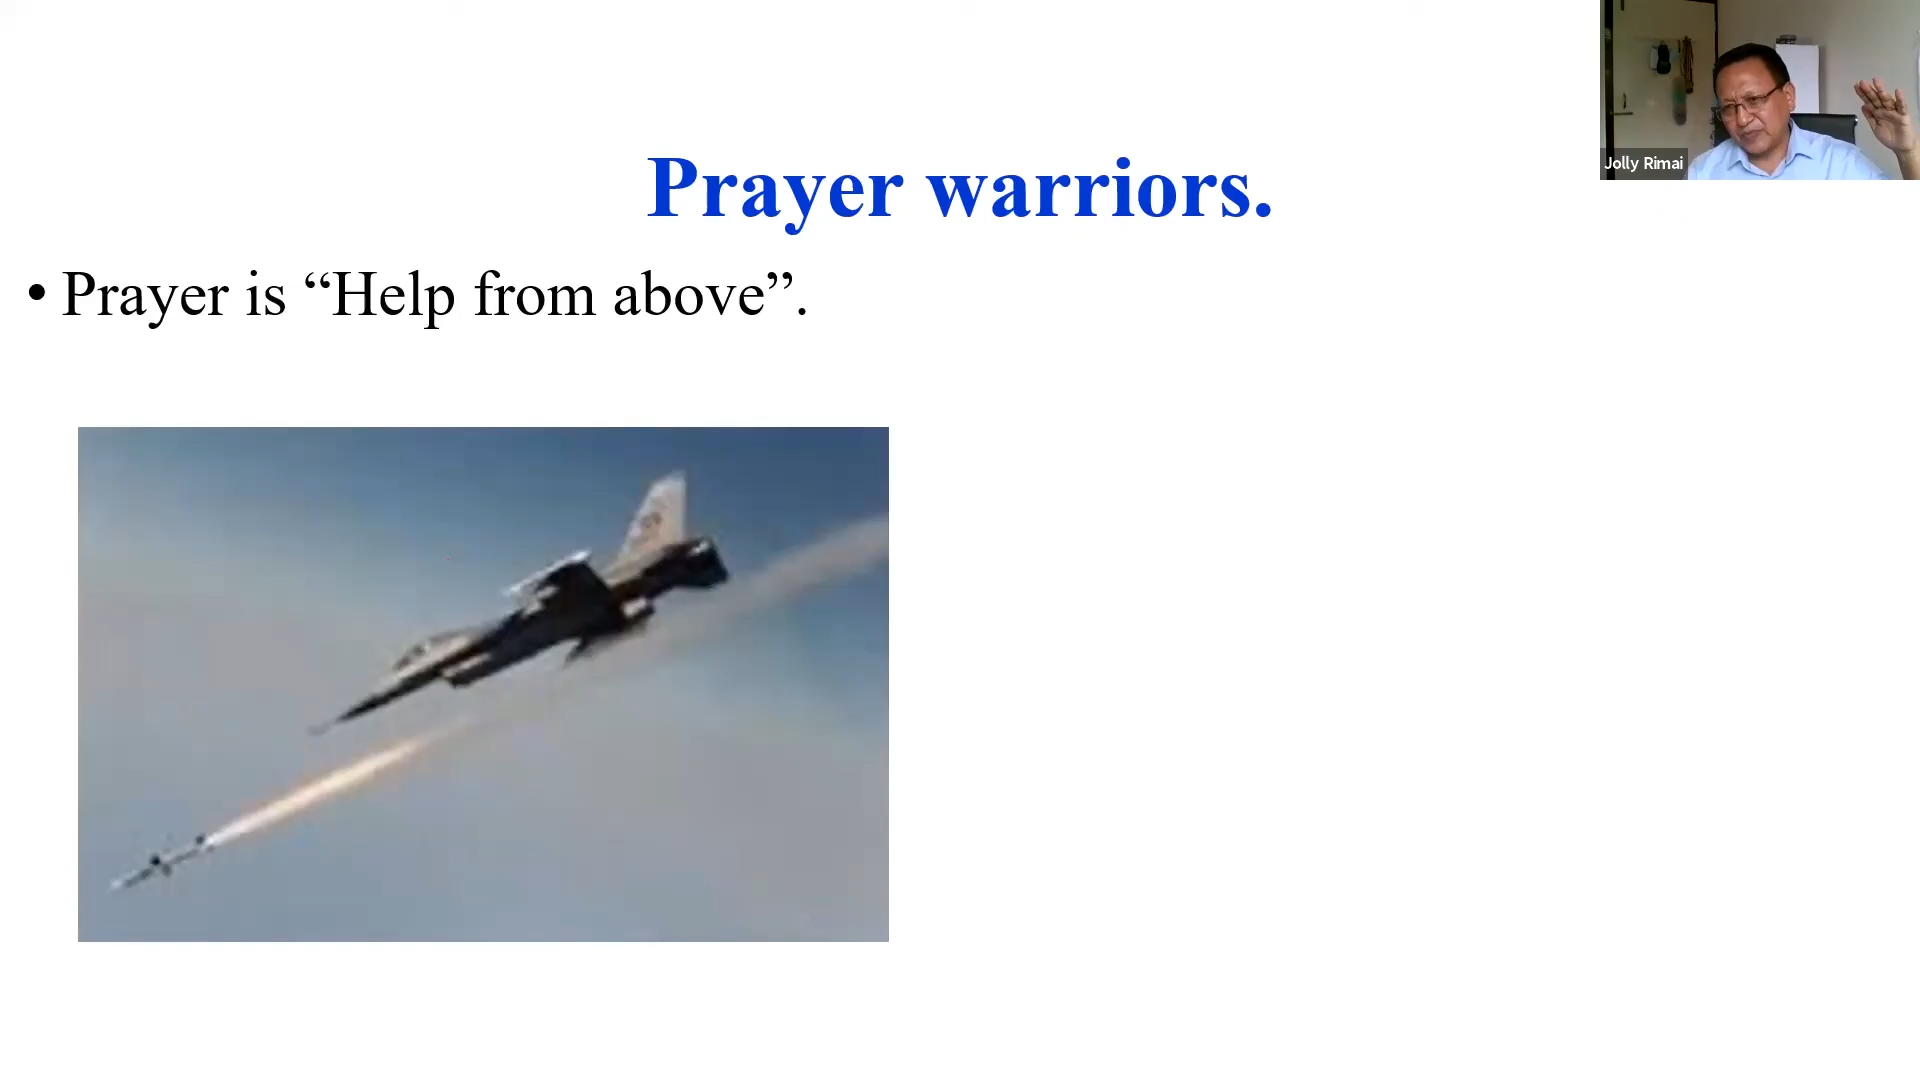 Jolly Rimai
Prayer warriors.
• Prayer is “Help from above”.